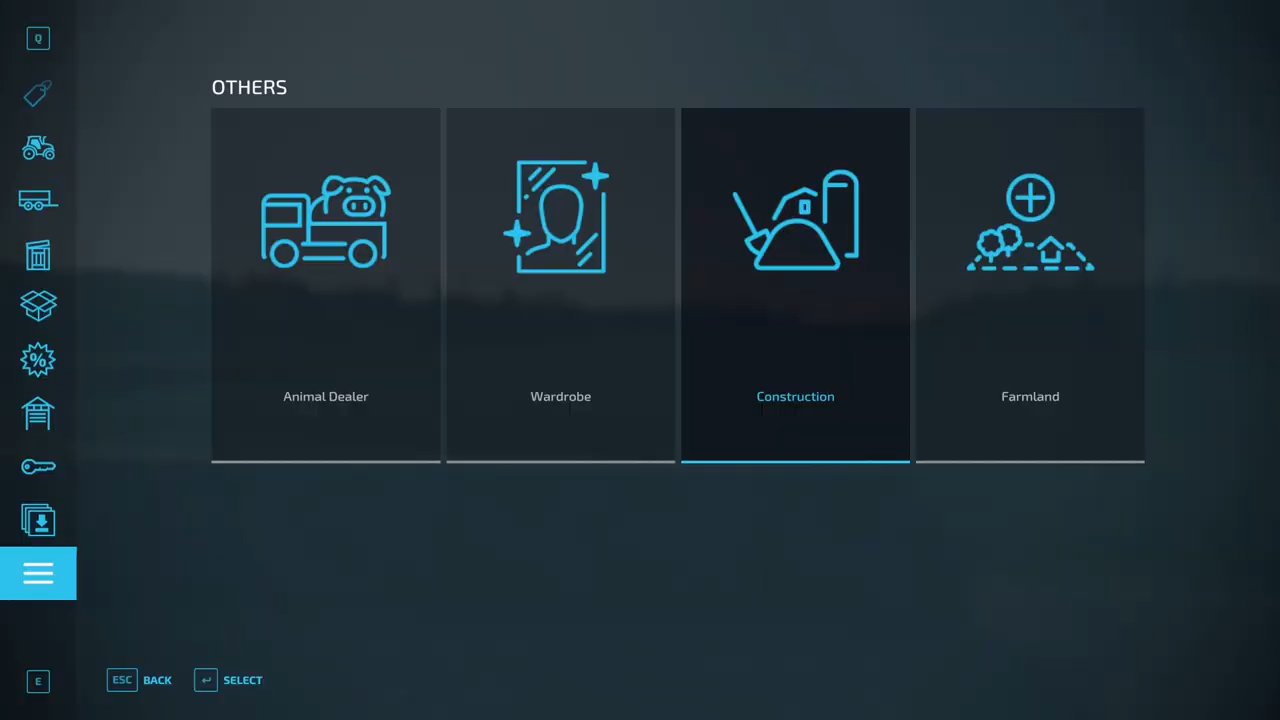 Q
OTHERS
%
Animal Dealer
Wardrobe
Construction
Farmland
E
ESC BACK
↵ SELECT